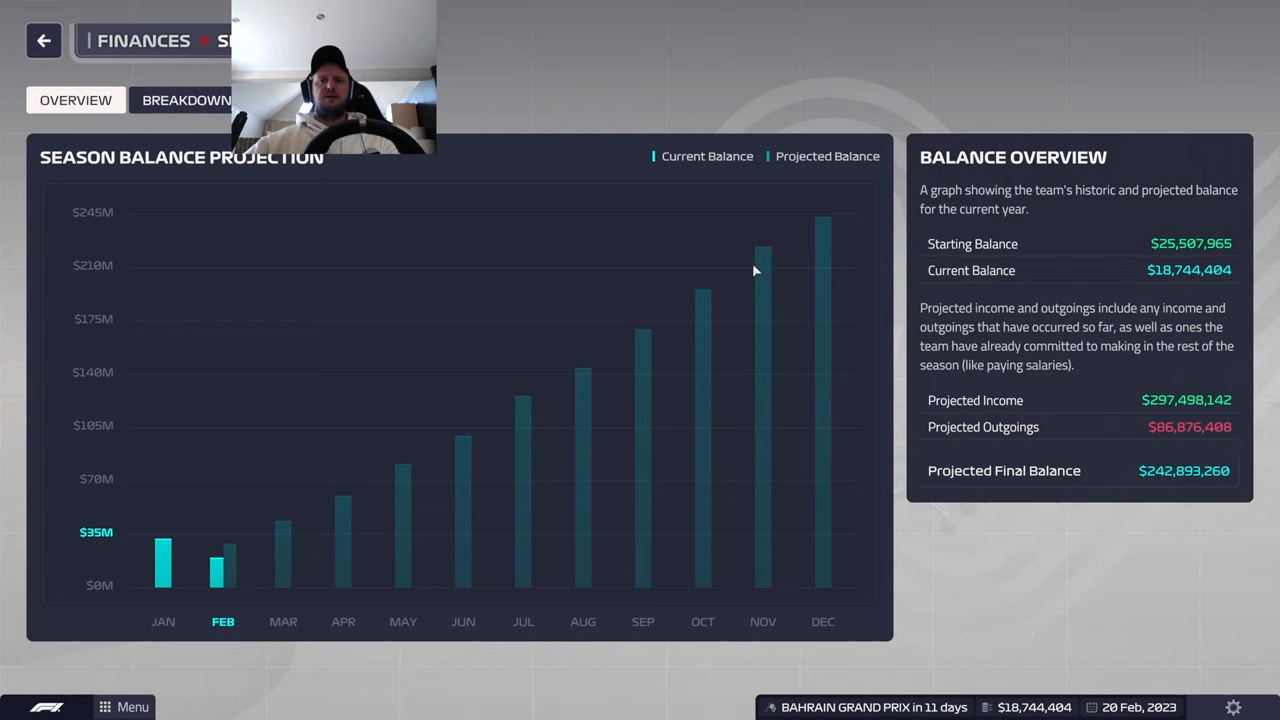 FINANCES
OVERVIEW
BREAKDOWN
SEASON BALANCE PROJECTION
Current Balance
Projected Balance
$245M
$210M
$175M
$140M
$105M
$70M
$35M
$0M
JAN FEB MAR APR MAY JUN JUL AUG SEP OCT NOV DEC
BALANCE OVERVIEW
A graph showing the team's historic and projected balance
for the current year.
Starting Balance $25,507,965
Current Balance $18,744,404
Projected income and outgoings include any income and
outgoings that have occurred so far, as well as ones the
team have already committed to making in the rest of the
season (like paying salaries).
Projected Income $297,498,142
Projected Outgoings $86,876,408
Projected Final Balance $242,893,260
Menu
BAHRAIN GRAND PRIX in 11 days
$18,744,404
20 Feb, 2023